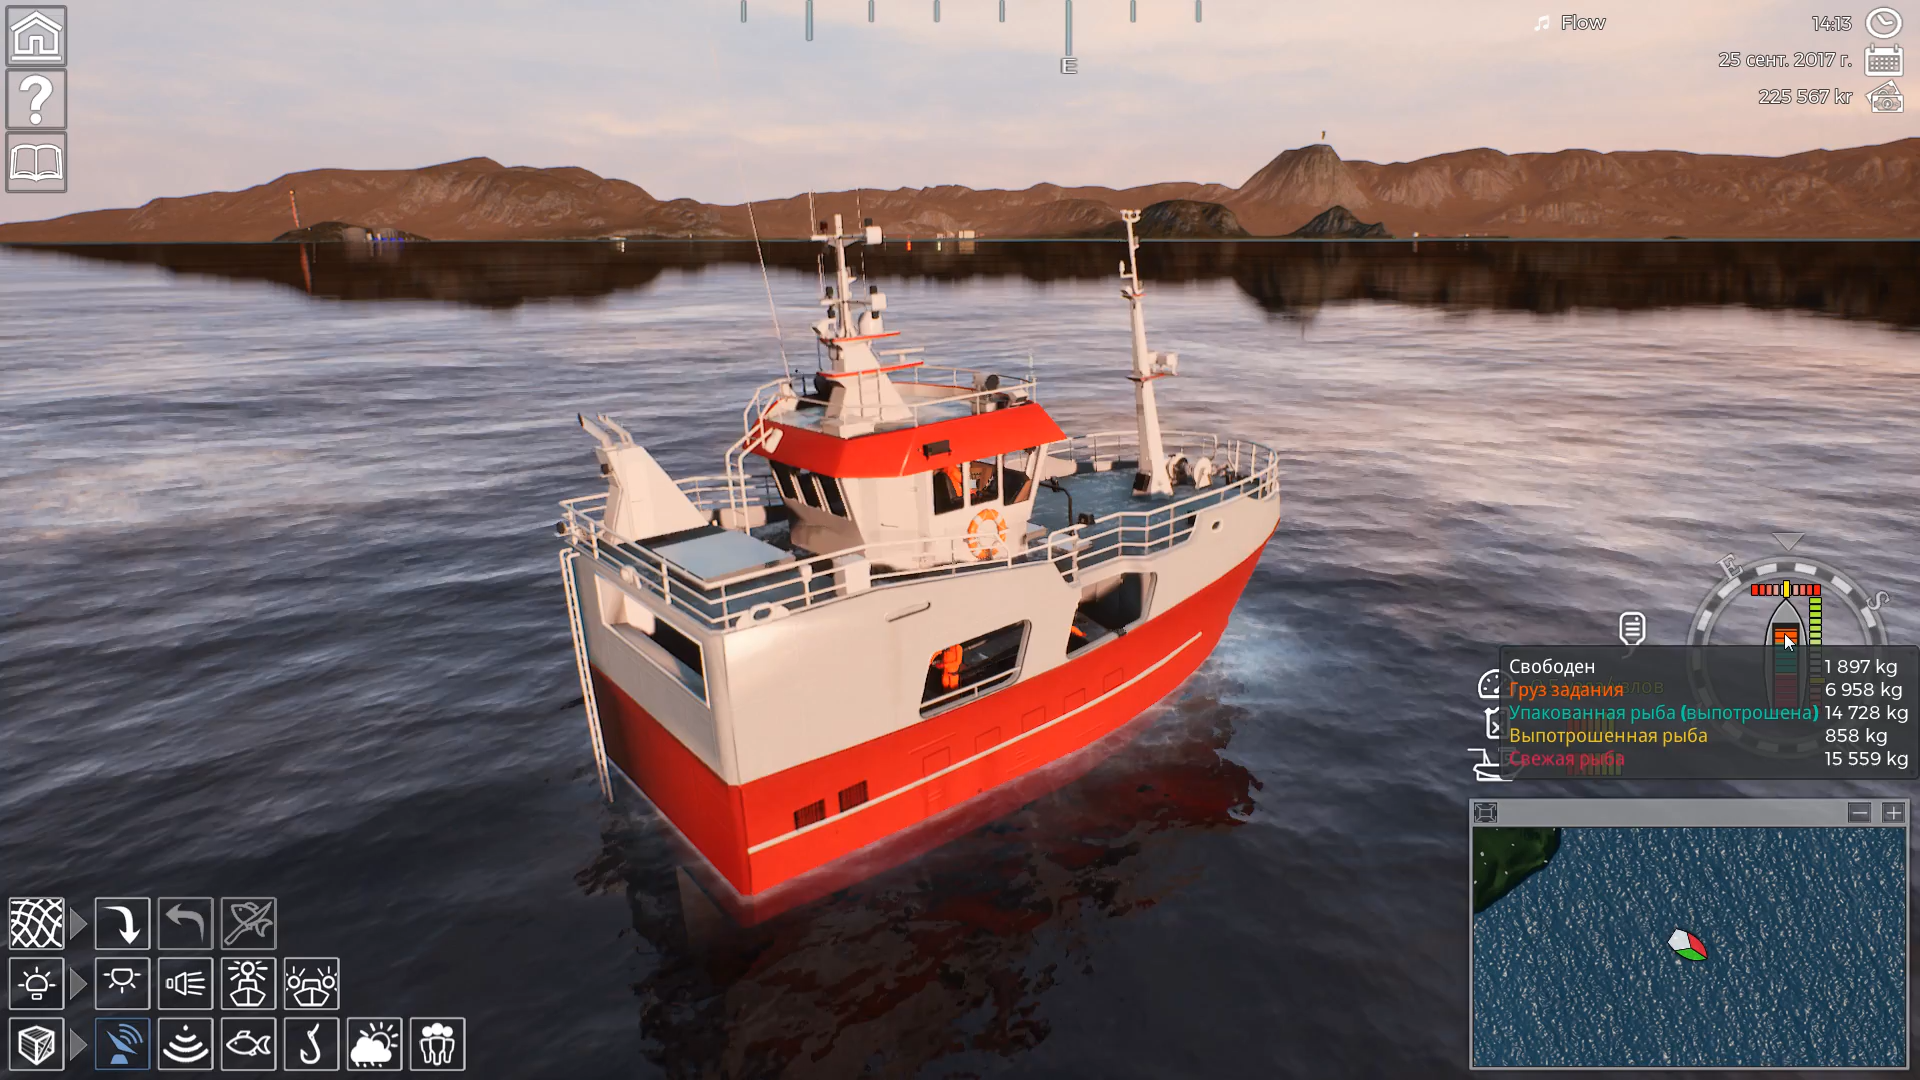 E
Flow
14:13
25 сент. 2017 г.
225 567 kr
E
S
Свободен 1 897 kg
Груз задания 6 958 kg
Упакованная рыба (выпотрошена) 14 728 kg
Выпотрошенная рыба 858 kg
Свежая рыба 15 559 kg